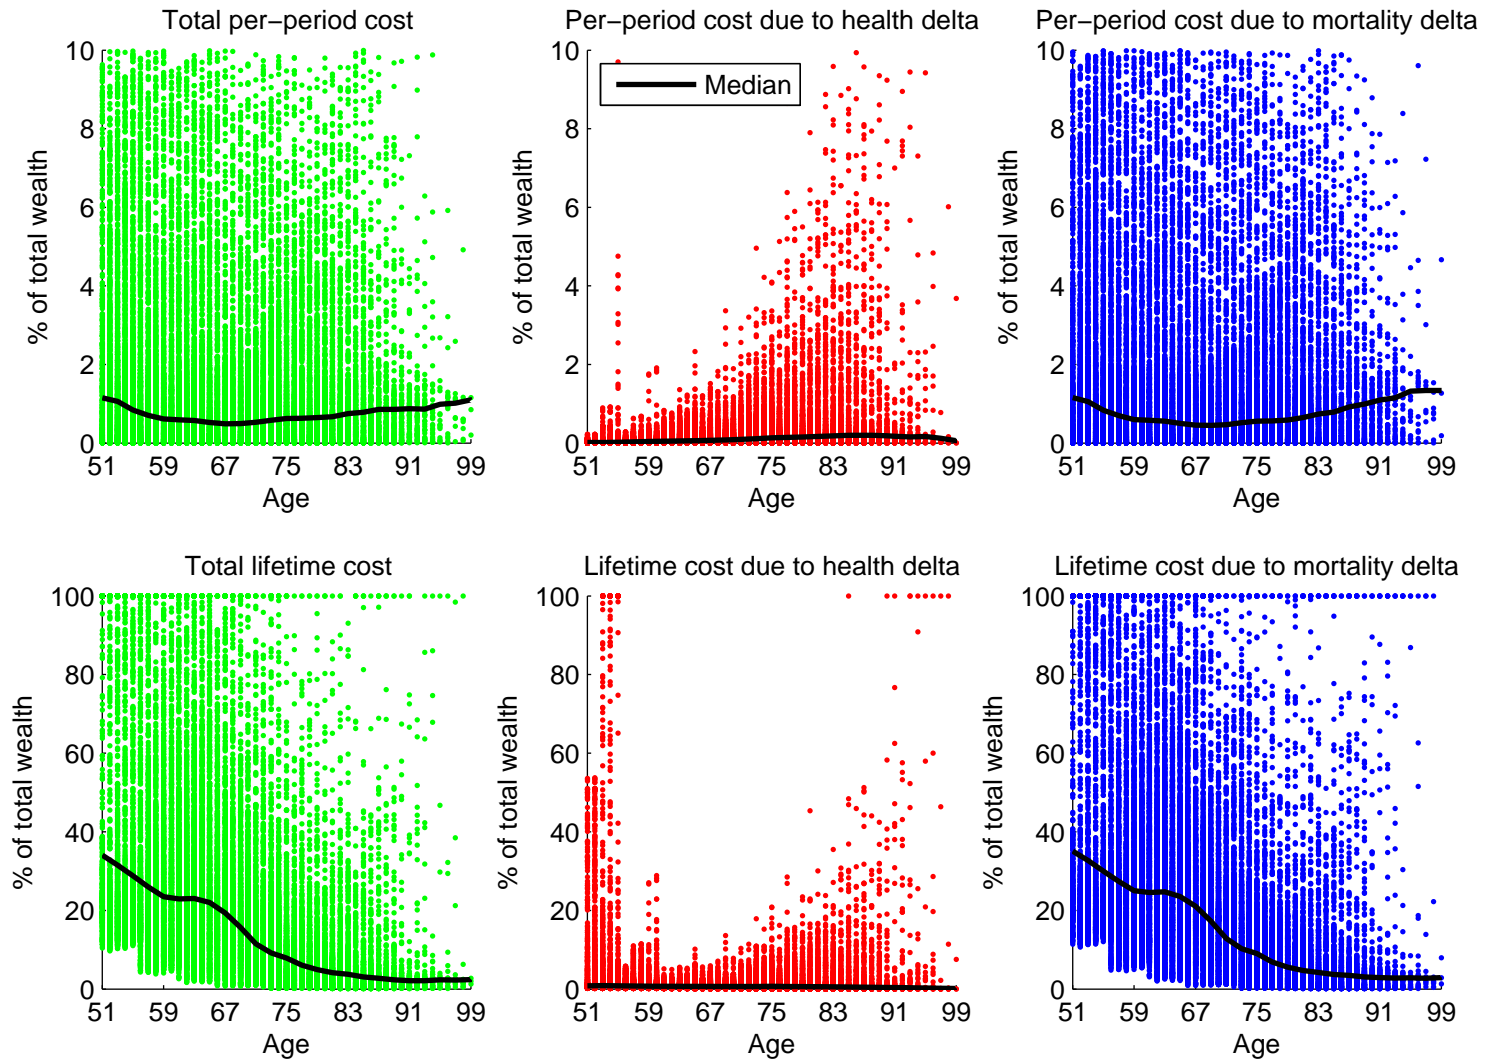 Total per−period cost
Per−period cost due to health delta
Per−period cost due to mortality delta
% of total wealth
10
8
6
4
2
0
51 59 67 75 83 91 99
Age
% of total wealth
10
8
6
4
2
0
Median
51 59 67 75 83 91 99
Age
% of total wealth
10
8
6
4
2
0
51 59 67 75 83 91 99
Age
Total lifetime cost
Lifetime cost due to health delta
Lifetime cost due to mortality delta
% of total wealth
100
80
60
40
20
0
51 59 67 75 83 91 99
Age
% of total wealth
100
80
60
40
20
0
51 59 67 75 83 91 99
Age
% of total wealth
100
80
60
40
20
0
51 59 67 75 83 91 99
Age